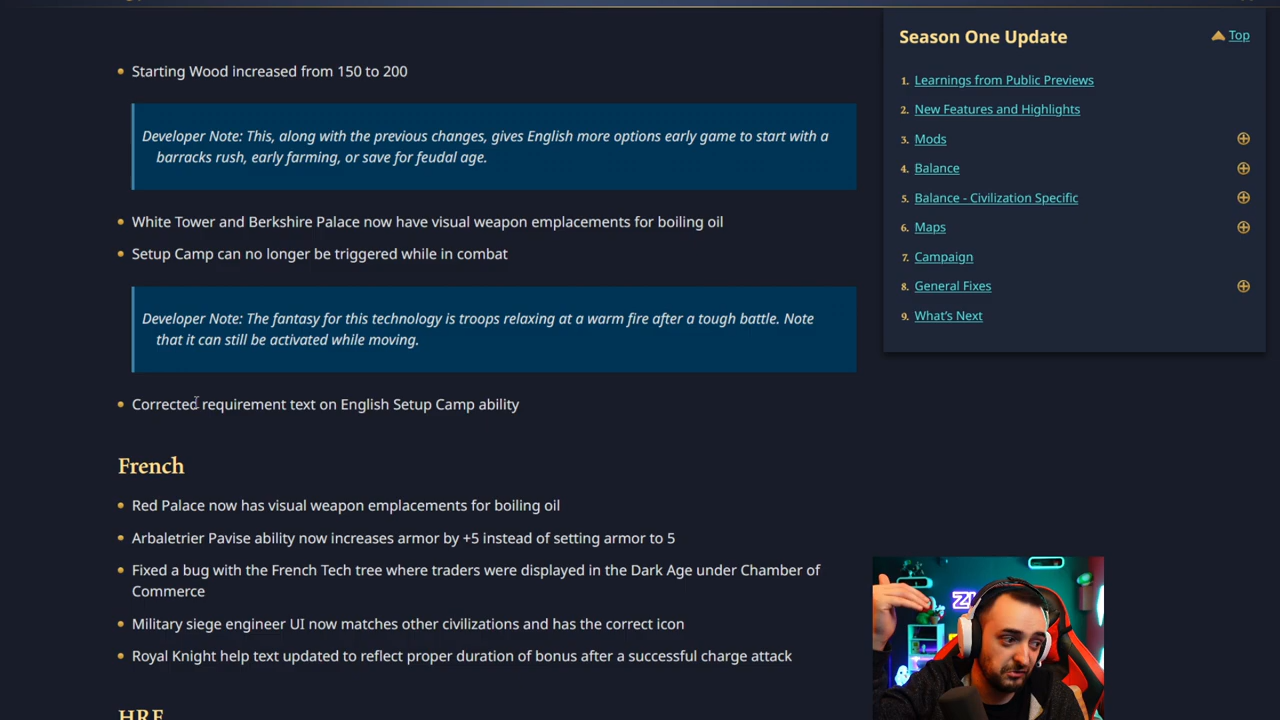 Starting Wood increased from 150 to 200
Developer Note: This, along with the previous changes, gives English more options early game to start with a
barracks rush, early farming, or save for feudal age.
White Tower and Berkshire Palace now have visual weapon emplacements for boiling oil
Setup Camp can no longer be triggered while in combat
Developer Note: The fantasy for this technology is troops relaxing at a warm fire after a tough battle. Note
that it can still be activated while moving.
Corrected requirement text on English Setup Camp ability
French
Red Palace now has visual weapon emplacements for boiling oil
Arbaletrier Pavise ability now increases armor by +5 instead of setting armor to 5
Fixed a bug with the French Tech tree where traders were displayed in the Dark Age under Chamber of
Commerce
Military siege engineer UI now matches other civilizations and has the correct icon
Royal Knight help text updated to reflect proper duration of bonus after a successful charge attack
HRE
Season One Update
Top
1. Learnings from Public Previews
2. New Features and Highlights
3. Mods
4. Balance
5. Balance - Civilization Specific
6. Maps
7. Campaign
8. General Fixes
9. What's Next